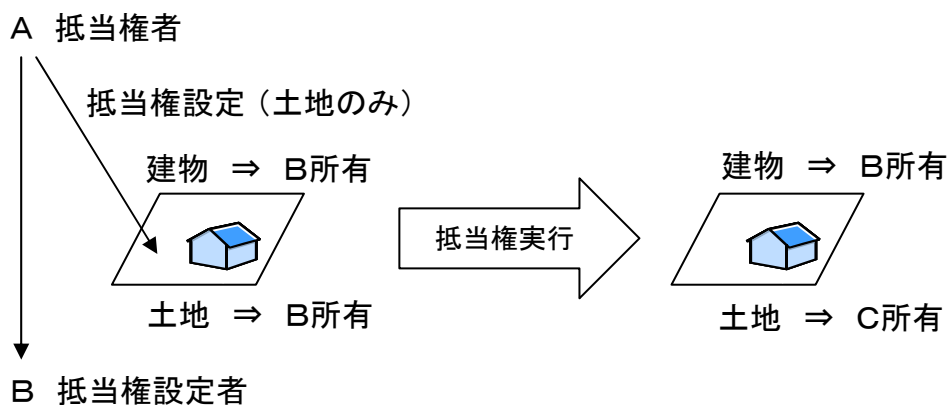 A 抵当権者
抵当権設定(土地のみ)
建物 ⇒ B所有
土地 ⇒ B所有
抵当権実行
建物 ⇒ B所有
土地 ⇒ C所有
B 抵当権設定者